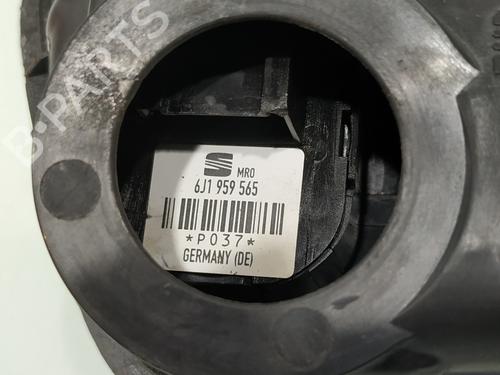 MRO
6J1 959 565
*P037*
GERMANY (DE)
B-PARTS